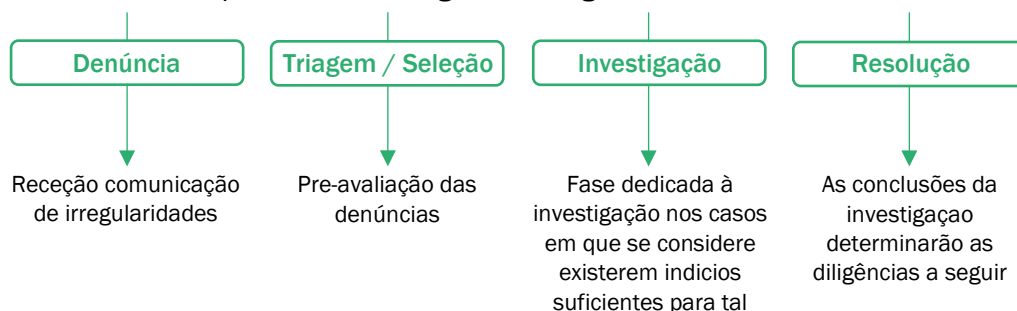 Denúncia
Receção comunicação
de irregularidades
Triagem / Seleção
Pre-avaliação das
denúncias
Investigação
Fase dedicada à
investigação nos casos
em que se considere
existerem indicios
suficientes para tal
Resolução
As conclusões da
investigaçao
determinarão as
diligências a seguir